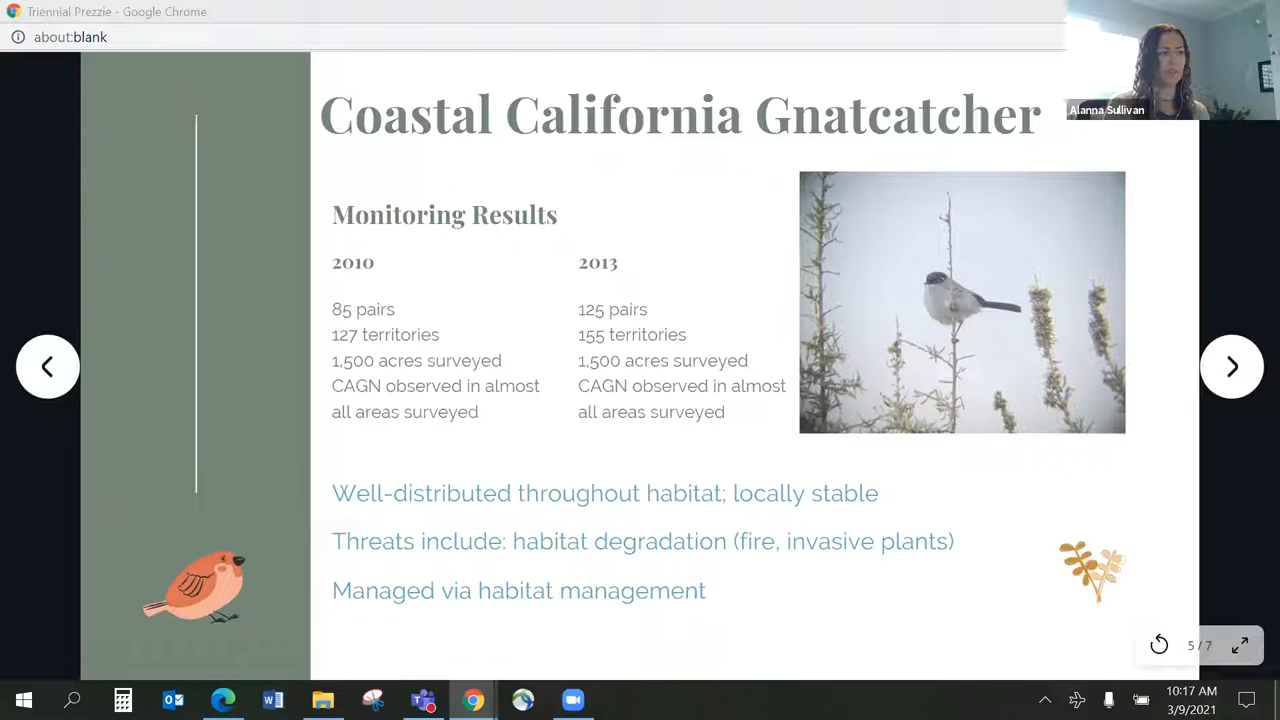 Triennial Prezzie - Google Chrome
about:blank
Alanna Sullivan
Coastal California Gnatcatcher
Monitoring Results
2010
85 pairs
127 territories
1,500 acres surveyed
CAGN observed in almost
all areas surveyed
2013
125 pairs
155 territories
1,500 acres surveyed
CAGN observed in almost
all areas surveyed
Well-distributed throughout habitat; locally stable
Threats include: habitat degradation (fire, invasive plants)
Managed via habitat management
5 / 7
10:17 AM
3/9/2021